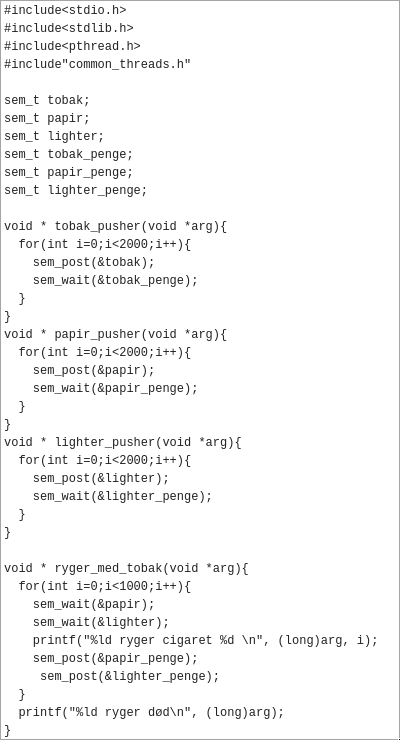 #include<stdio.h>
#include<stdlib.h>
#include<pthread.h>
#include"common_threads.h"

sem_t tobak;
sem_t papir;
sem_t lighter;
sem_t tobak_penge;
sem_t papir_penge;
sem_t lighter_penge;

void * tobak_pusher(void *arg){
  for(int i=0;i<2000;i++){
    sem_post(&tobak);
    sem_wait(&tobak_penge);
  }
}
void * papir_pusher(void *arg){
  for(int i=0;i<2000;i++){
    sem_post(&papir);
    sem_wait(&papir_penge);
  }
}
void * lighter_pusher(void *arg){
  for(int i=0;i<2000;i++){
    sem_post(&lighter);
    sem_wait(&lighter_penge);
  }
}

void * ryger_med_tobak(void *arg){
  for(int i=0;i<1000;i++){
    sem_wait(&papir);
    sem_wait(&lighter);
    printf("%ld ryger cigaret %d \n", (long)arg, i);
    sem_post(&papir_penge);
     sem_post(&lighter_penge);
  }
  printf("%ld ryger død\n", (long)arg);
}